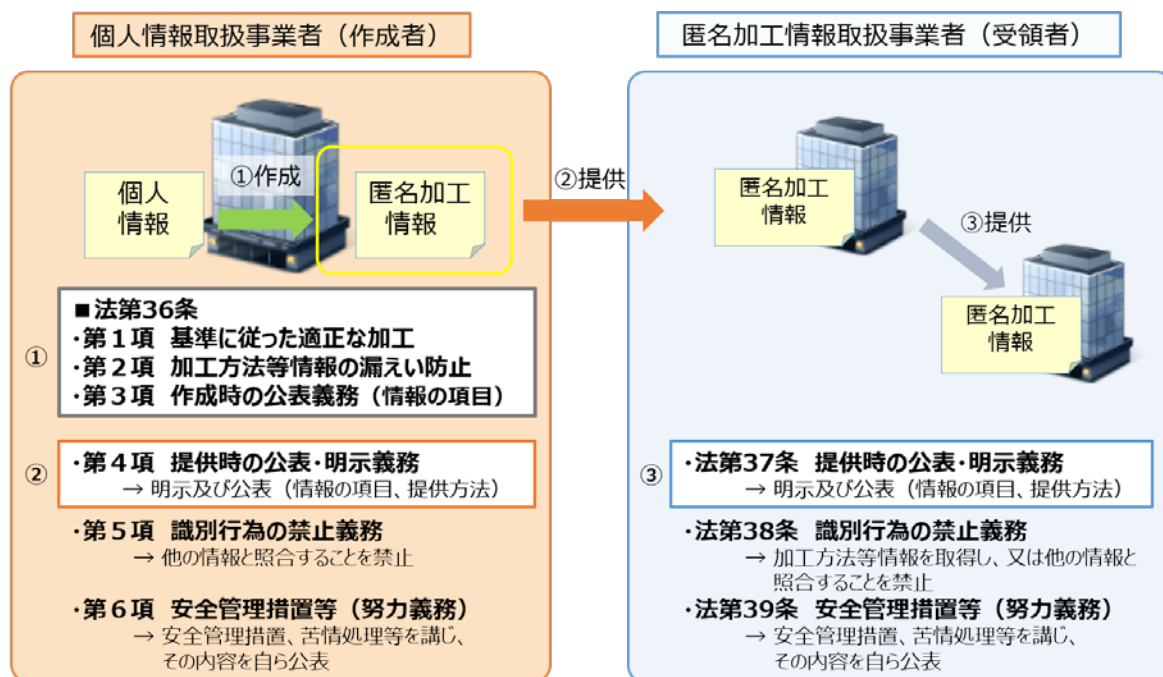 個人情報取扱事業者（作成者）
個人
情報
①作成
匿名加工
情報
②提供
■法第36条
①
・第１項 基準に従った適正な加工
・第２項 加工方法等情報の漏えい防止
・第３項 作成時の公表義務（情報の項目）
②
・第４項 提供時の公表・明示義務
→ 明示及び公表（情報の項目、提供方法）
・第５項 識別行為の禁止義務
→ 他の情報と照合することを禁止
・第６項 安全管理措置等（努力義務）
→ 安全管理措置、苦情処理等を講じ、
その内容を自ら公表
匿名加工情報取扱事業者（受領者）
匿名加工
情報
③提供
匿名加工
情報
③
・法第37条 提供時の公表・明示義務
→ 明示及び公表（情報の項目、提供方法）
・法第38条 識別行為の禁止義務
→ 加工方法等情報を取得し、又は他の情報と
照合することを禁止
・法第39条 安全管理措置等（努力義務）
→ 安全管理措置、苦情処理等を講じ、
その内容を自ら公表